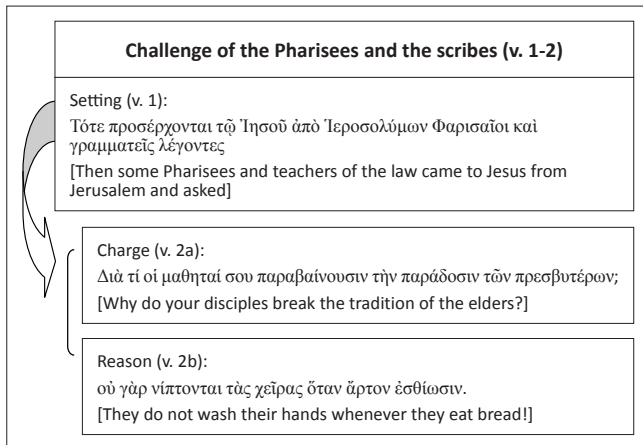 Challenge of the Pharisees and the scribes (v. 1-2)
Setting (v. 1):
Τότε προσέρχονται τῷ Ἰησοῦ ἀπὸ Ἱεροσολύμων Φαρισαῖοι καὶ
γραμματεῖς λέγοντες
[Then some Pharisees and teachers of the law came to Jesus from
Jerusalem and asked]
Charge (v. 2a):
Διὰ τί οἱ μαθηταί σου παραβαίνουσιν τὴν παράδοσιν τῶν πρεσβυτέρων;
[Why do your disciples break the tradition of the elders?]
Reason (v. 2b):
οὐ γὰρ νίπτονται τὰς χεῖρας ὅταν ἄρτον ἐσθίωσιν.
[They do not wash their hands whenever they eat bread!]